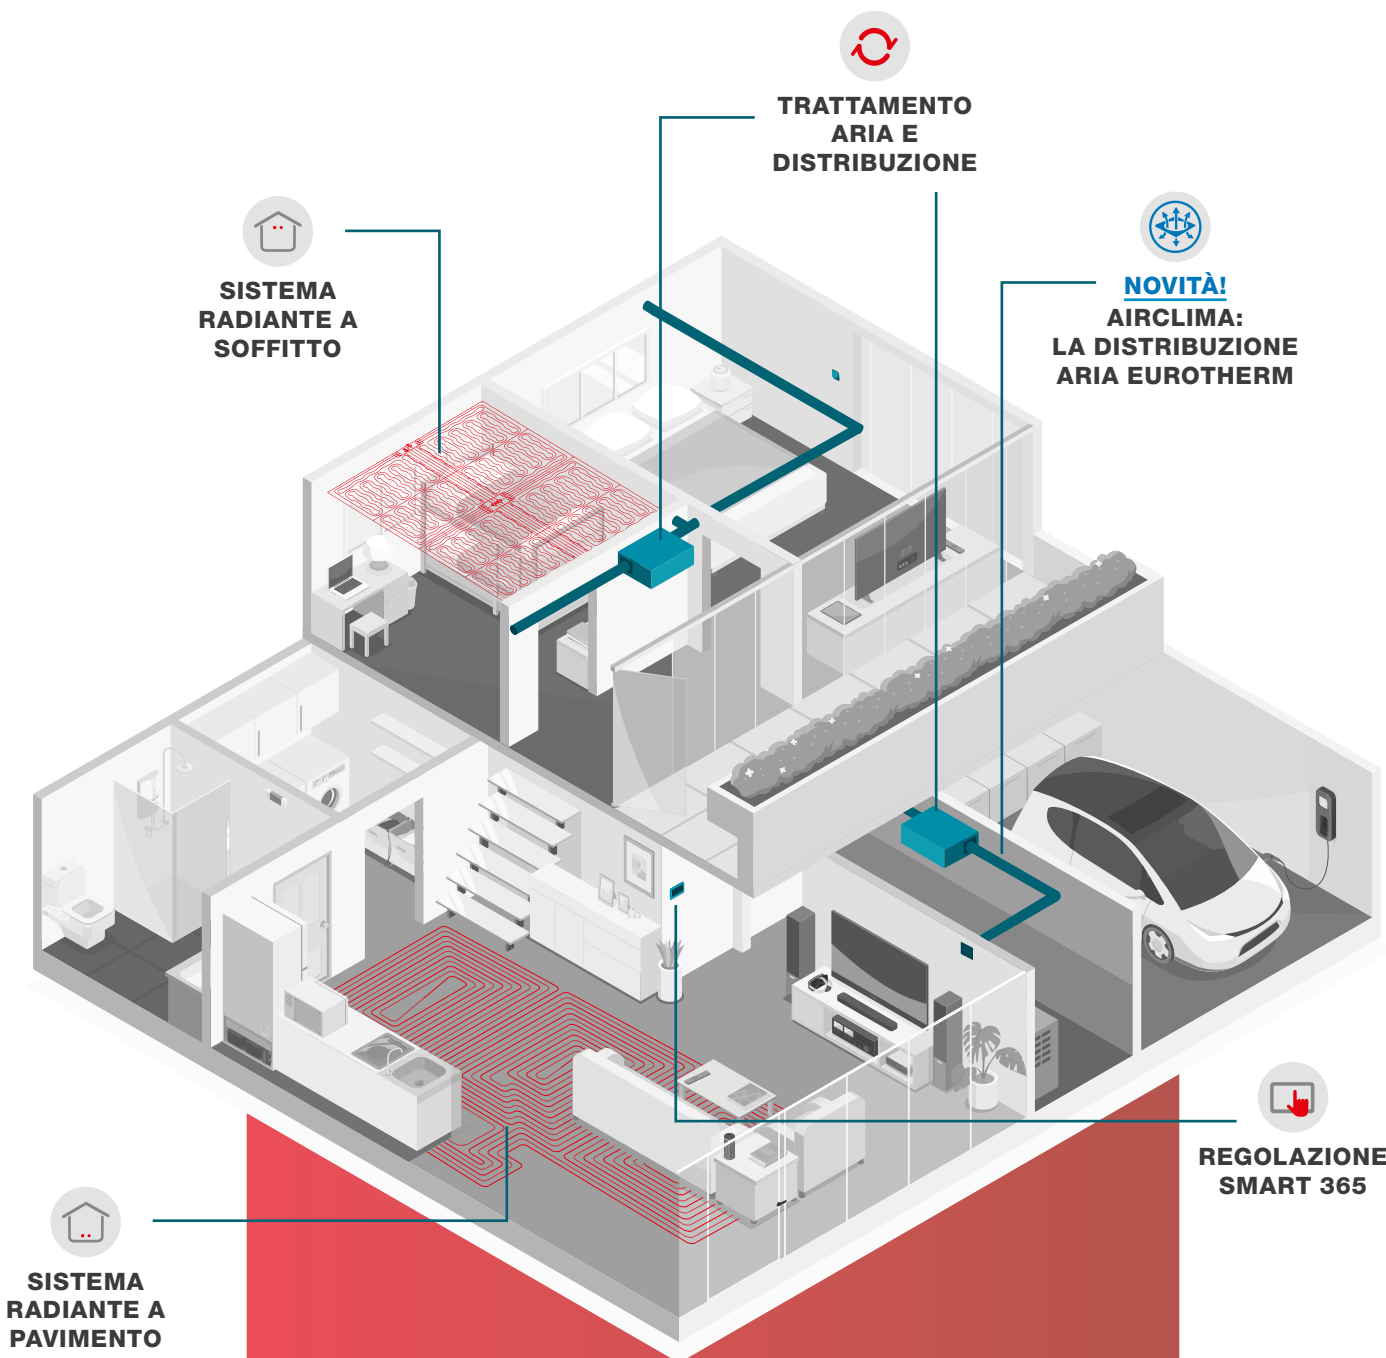 TRATTAMENTO
ARIA E
DISTRIBUZIONE
SISTEMA
RADIANTE A
SOFFITTO
NOVITÀ!
AIRCLIMA:
LA DISTRIBUZIONE
ARIA EUROTHERM
REGOLAZIONE
SMART 365
SISTEMA
RADIANTE A
PAVIMENTO